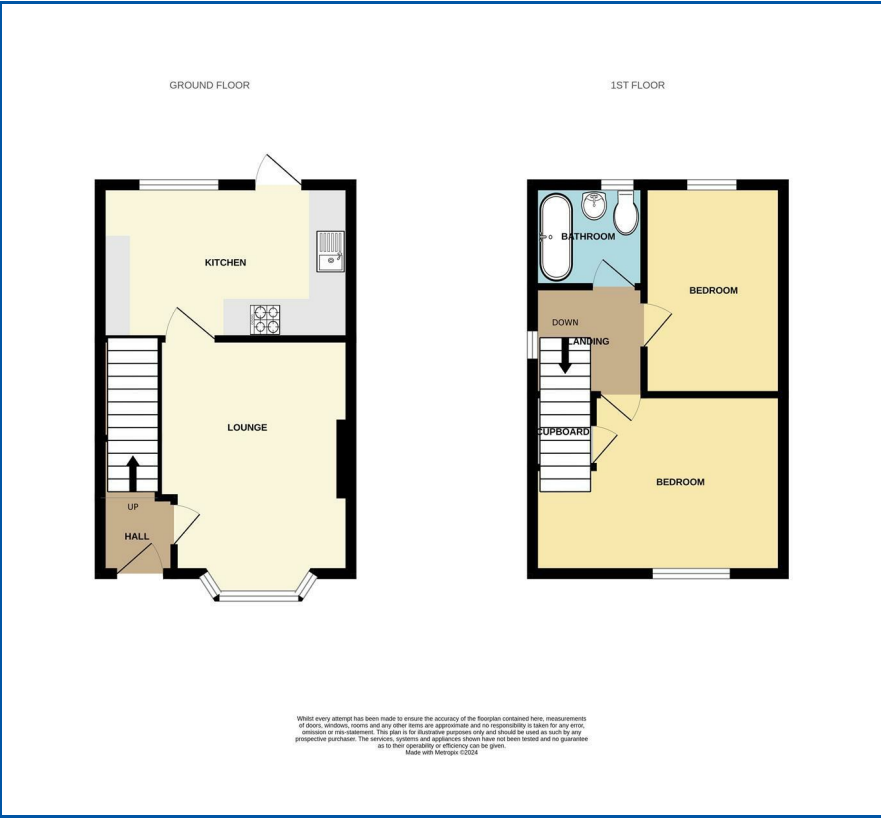 GROUND FLOOR
1ST FLOOR
KITCHEN
LOUNGE
UP
HALL
BATHROOM
BEDROOM
DOWN
LANDING
CUPBOARD
BEDROOM
Whilst every attempt has been made to ensure the accuracy of the floorplan contained here, measurements
of doors, windows, rooms and any other items are approximate and no responsibility is taken for any error,
omission or mis-statement. This plan is for illustrative purposes only and should be used as such by any
prospective purchaser. The services, systems and appliances shown have not been tested and no guarantee
as to their operability or efficiency can be given.
Made with Metropix ©2024